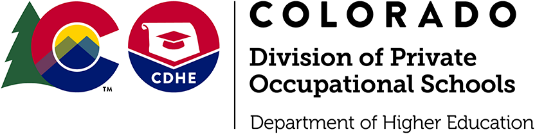 CDHE
TM
COLORADO
Division of Private
Occupational Schools
Department of Higher Education